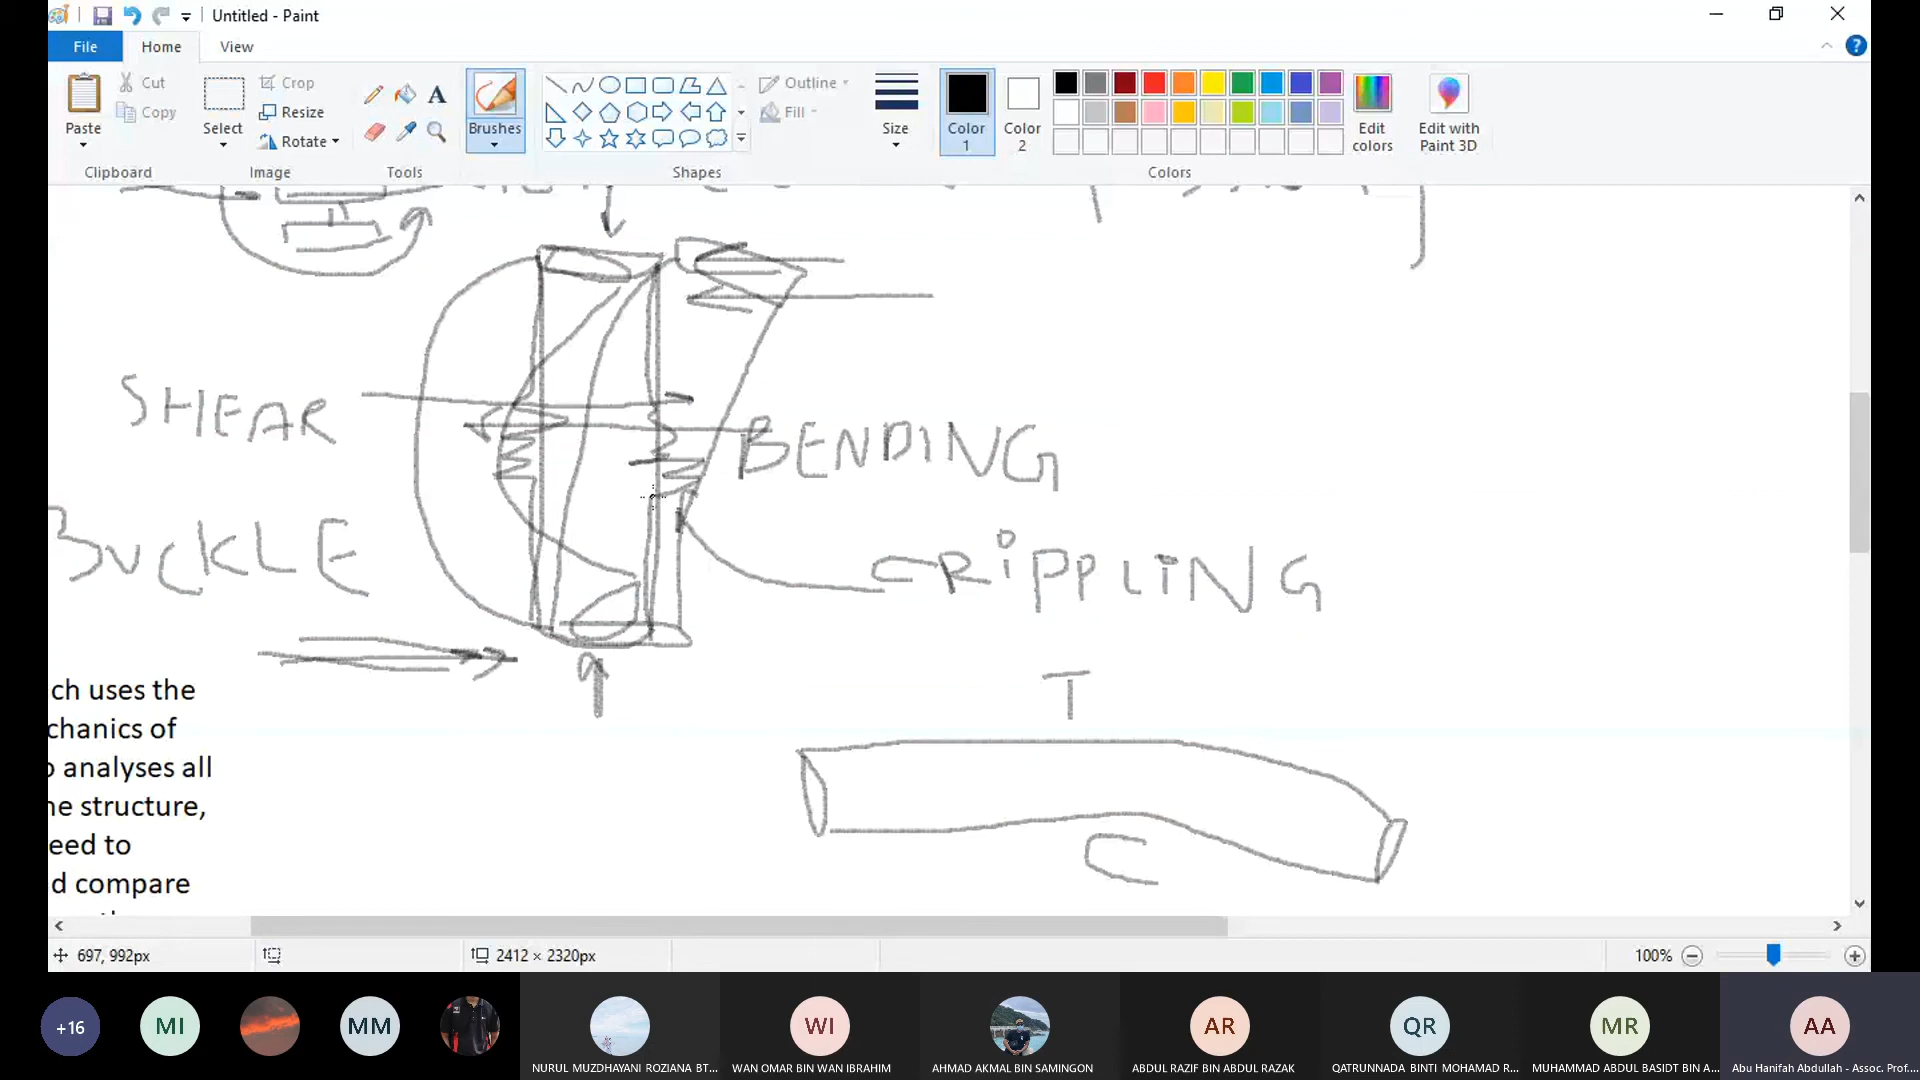 Untitled - Paint
File Home View
Paste
Cut
Copy
Select
Crop
Resize
Rotate
Brushes
Outline
Fill
Size
Color 1
Color 2
Edit colors
Edit with Paint 3D
Clipboard Image Tools Shapes Colors
SHEAR
BENDING
BUCKLE
CRIPPLING
T
C
ch uses the
chanics of
analyses all
structure,
eed to
d compare
697, 992px
2412 × 2320px
100%
+16
MI
MM
WI
AR
QR
MR
AA
NURUL MUZDHAYANI ROZIANA BT...
WAN OMAR BIN WAN IBRAHIM
AHMAD AKMAL BIN SAMINGON
ABDUL RAZIF BIN ABDUL RAZAK
QATRUNNADA BINTI MOHAMAD R...
MUHAMMAD ABDUL BASIDT BIN A...
Abu Hanifah Abdullah - Assoc. Prof....